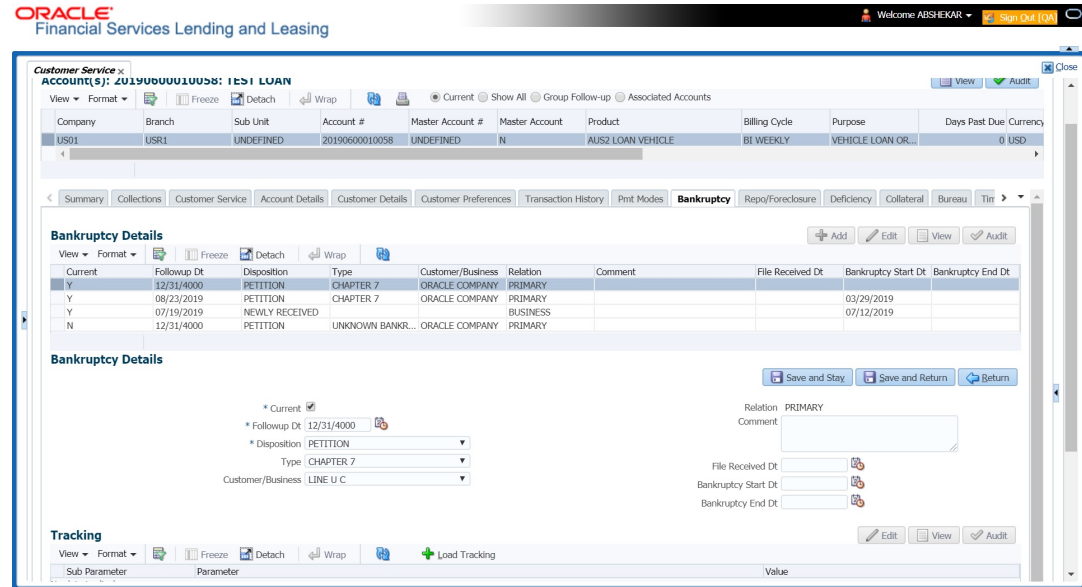 ORACLE
Financial Services Lending and Leasing
Welcome ABSHEKAR
Sign Out [QA]
Customer Service x
Close
Account(s): 20190600010058: TEST LOAN
View
Audit
View Format Freeze Detach Wrap Current Show All Group Follow-up Associated Accounts
Company Branch Sub Unit Account # Master Account # Master Account Product Billing Cycle Purpose Days Past Due Currency
US01 USR1 UNDEFINED 20190600010058 UNDEFINED N AUS2 LOAN VEHICLE BI WEEKLY VEHICLE LOAN OR... 0 USD
Summary Collections Customer Service Account Details Customer Details Customer Preferences Transaction History Pmt Modes Bankruptcy Repo/Foreclosure Deficiency Collateral Bureau Tim
Bankruptcy Details
Add Edit View Audit
View Format Freeze Detach Wrap
Current Followup Dt Disposition Type Customer/Business Relation Comment File Received Dt Bankruptcy Start Dt Bankruptcy End Dt
Y 12/31/4000 PETITION CHAPTER 7 ORACLE COMPANY PRIMARY
Y 08/23/2019 PETITION CHAPTER 7 ORACLE COMPANY PRIMARY 03/29/2019
Y 07/19/2019 NEWLY RECEIVED BUSINESS 07/12/2019
N 12/31/4000 PETITION UNKNOWN BANKR... ORACLE COMPANY PRIMARY
Bankruptcy Details
Save and Stay Save and Return Return
* Current
* Followup Dt 12/31/4000
* Disposition PETITION
Type CHAPTER 7
Customer/Business LINE U C
Relation PRIMARY
Comment
File Received Dt
Bankruptcy Start Dt
Bankruptcy End Dt
Tracking
Edit View Audit
View Format Freeze Detach Wrap Load Tracking
Sub Parameter Parameter Value